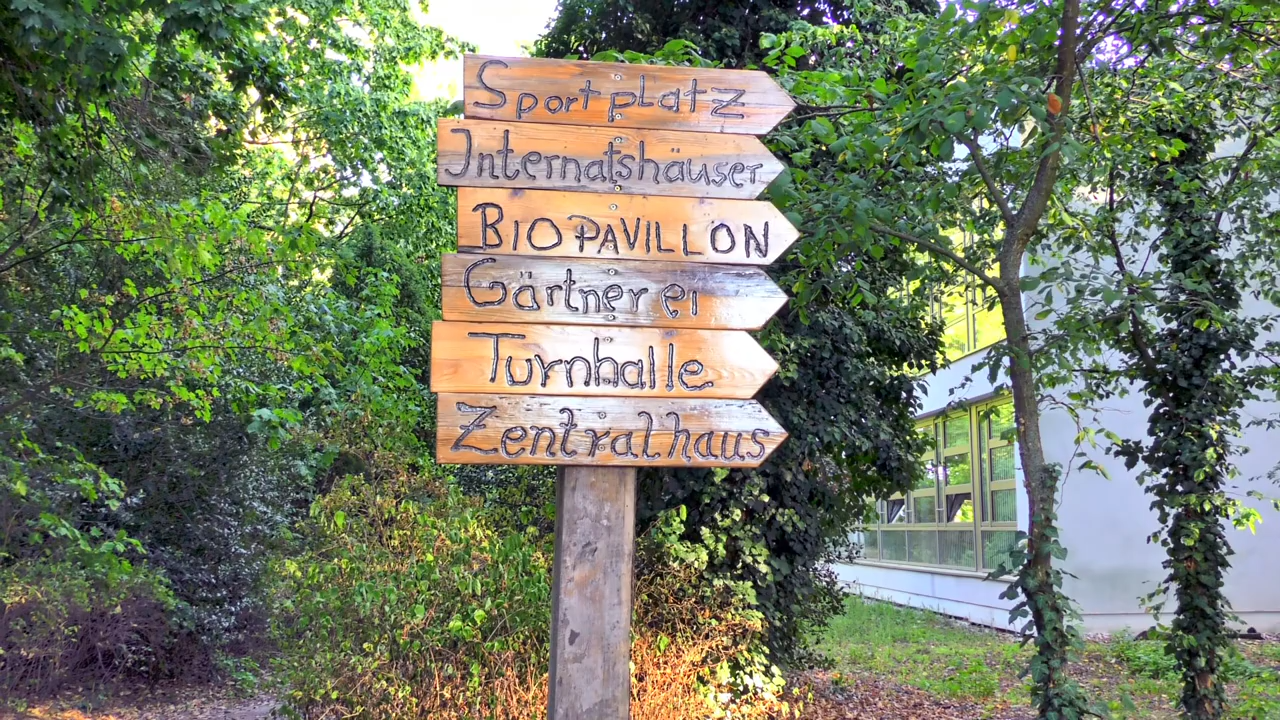 Sportplatz
Internatshäuser
BIOPAVILLON
Gärtnerei
Turnhalle
Zentralhaus